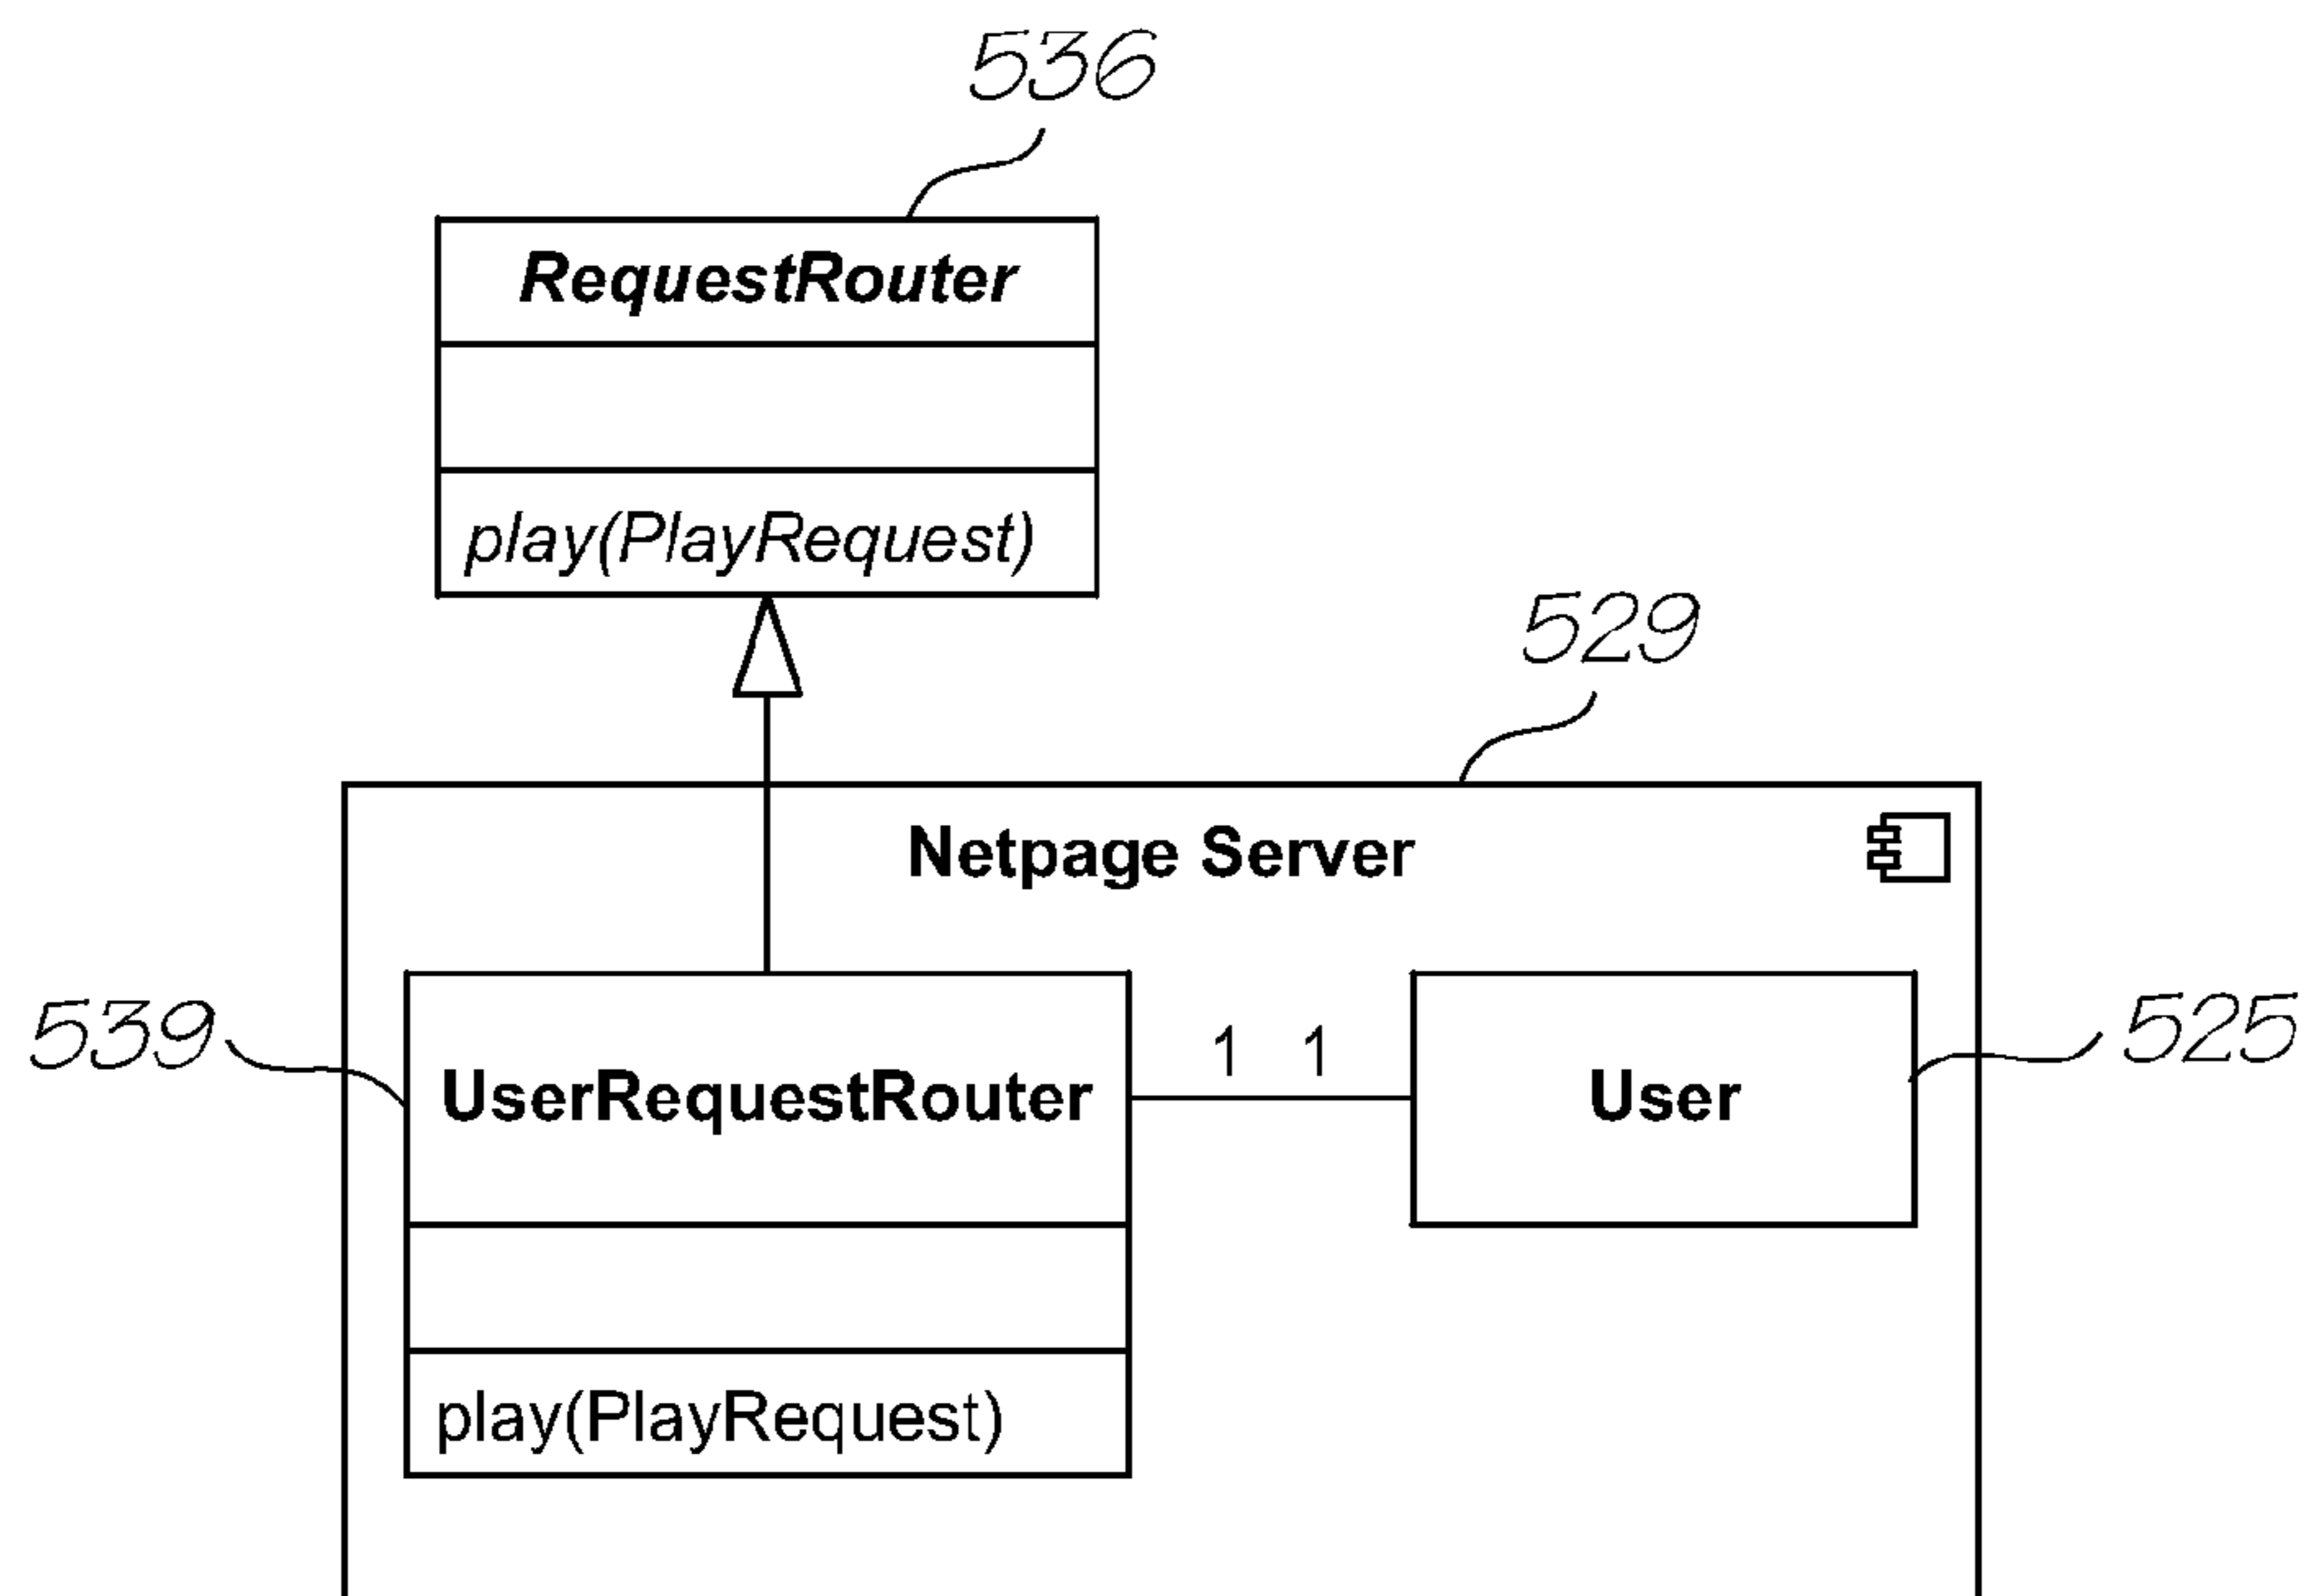 536
RequestRouter
play(PlayRequest)
529
Netpage Server
539
UserRequestRouter
1 1
User
525
play(PlayRequest)